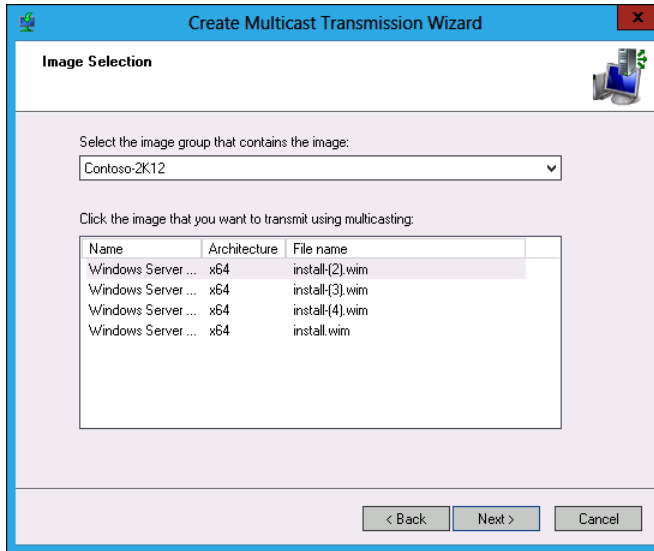 Create Multicast Transmission Wizard
x
Image Selection
Select the image group that contains the image:
Contoso-2K12
Click the image that you want to transmit using multicasting:
Name Architecture File name
Windows Server ... x64 install-(2).wim
Windows Server ... x64 install-(3).wim
Windows Server ... x64 install-(4).wim
Windows Server ... x64 install.wim
< Back Next > Cancel